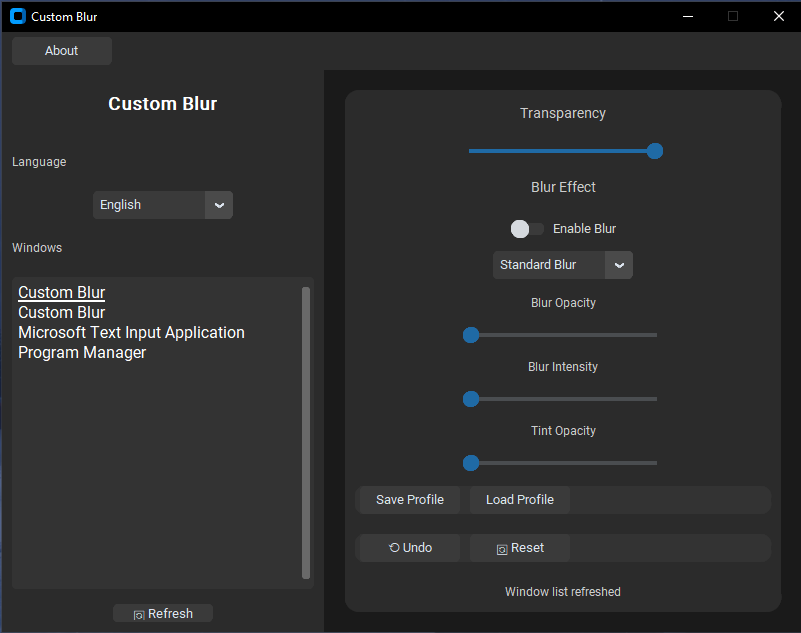 Custom Blur
About
Custom Blur
Language
English
Windows
Custom Blur
Custom Blur
Microsoft Text Input Application
Program Manager
Refresh
Transparency
Blur Effect
Enable Blur
Standard Blur
Blur Opacity
Blur Intensity
Tint Opacity
Save Profile
Load Profile
Undo
Reset
Window list refreshed